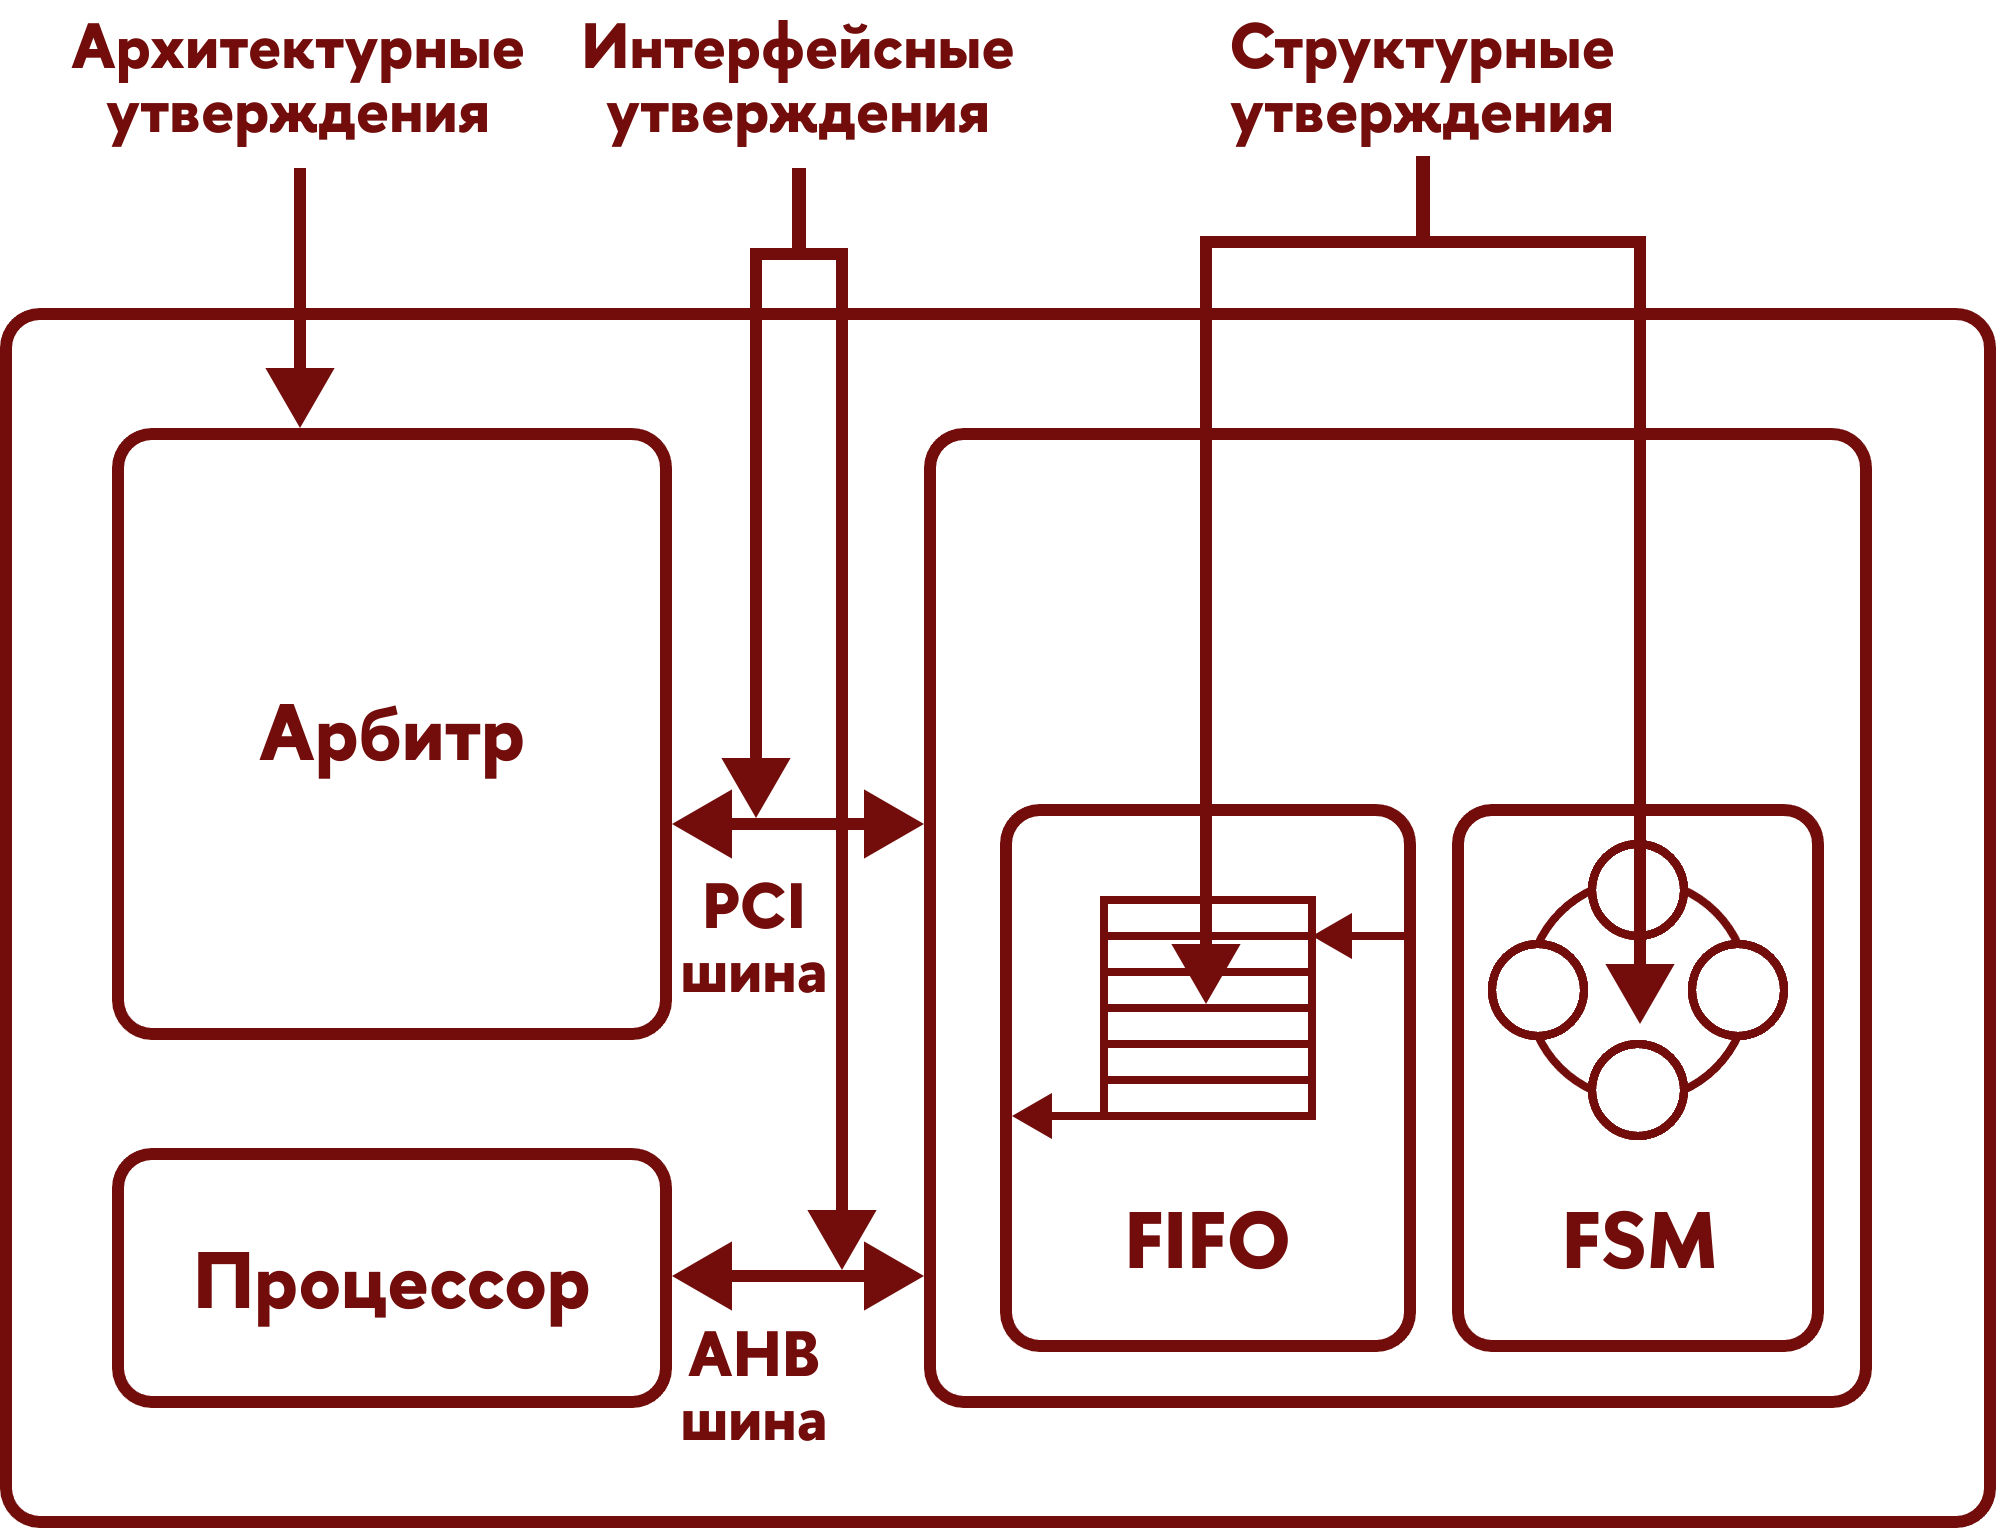 Архитектурные
утверждения
Интерфейсные
утверждения
Структурные
утверждения
Арбитр
PCI
шина
FIFO
FSM
Процессор
AHB
шина